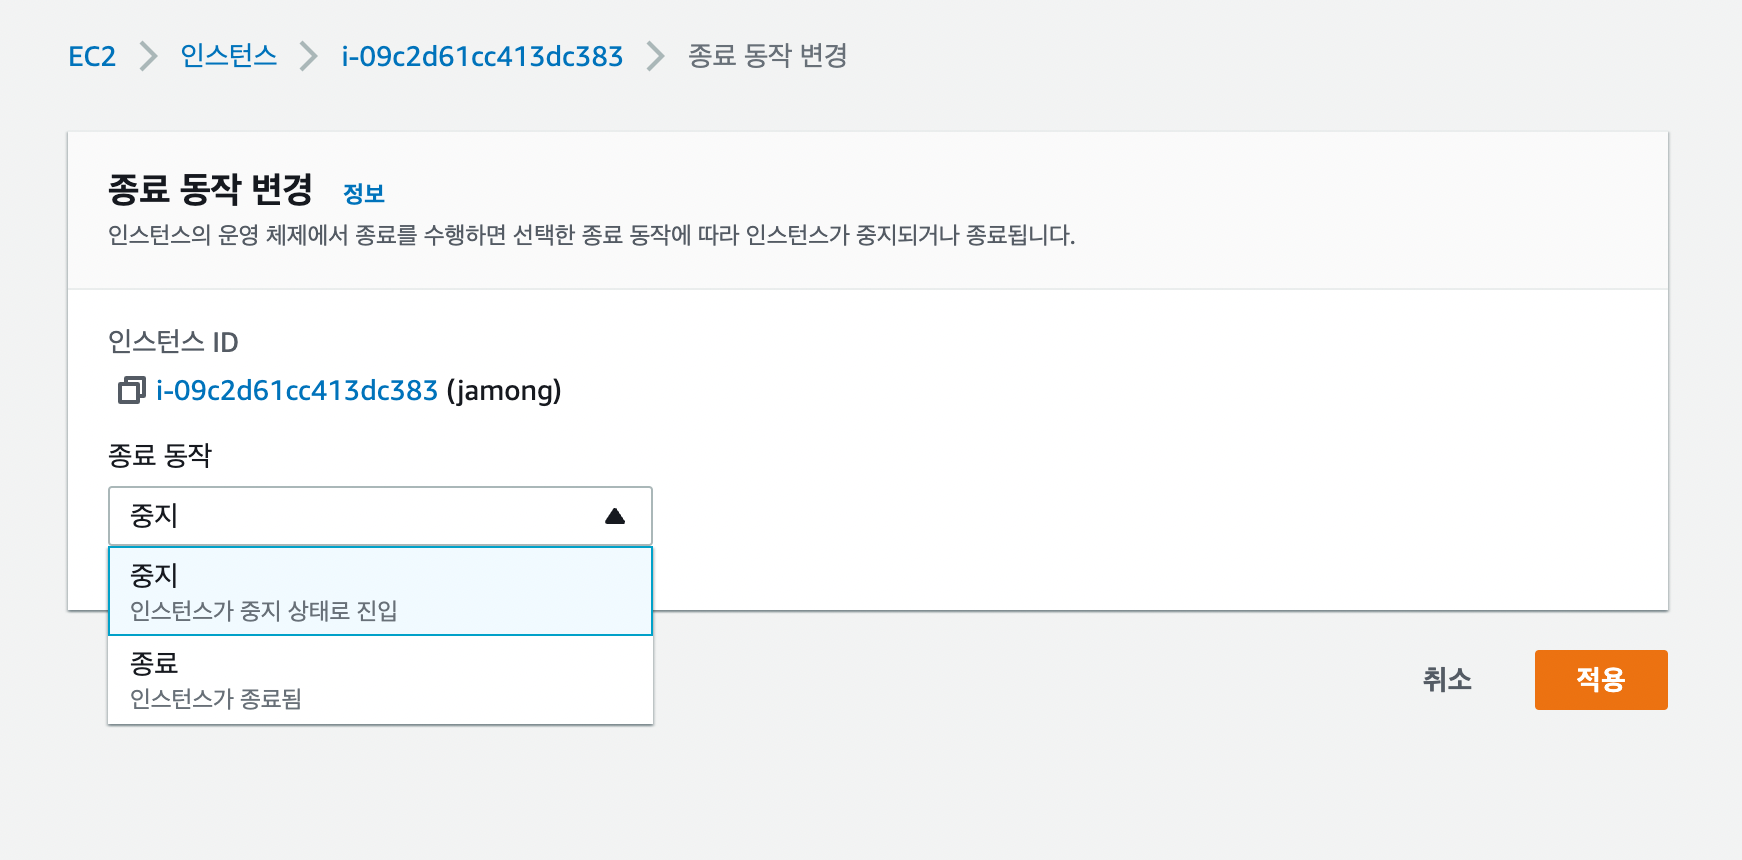 EC2 인스턴스 i-09c2d61cc413dc383 종료 동작 변경
종료 동작 변경 정보
인스턴스의 운영 체제에서 종료를 수행하면 선택한 종료 동작에 따라 인스턴스가 중지되거나 종료됩니다.
인스턴스 ID
i-09c2d61cc413dc383 (jamong)
종료 동작
중지
중지
인스턴스가 중지 상태로 진입
종료
인스턴스가 종료됨
취소 적용